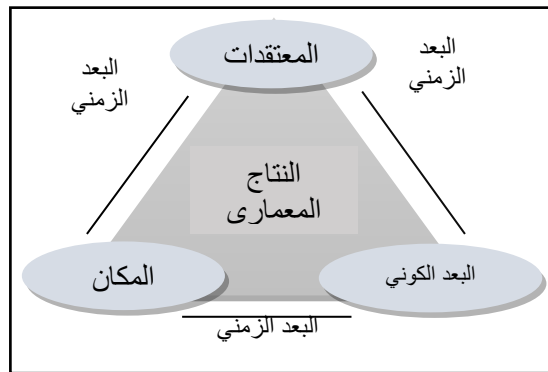 المعتقدات
البعد
الزمني
البعد
الزمني
النتاج
المعمارى
المكان
البعد الكوني
البعد الزمني